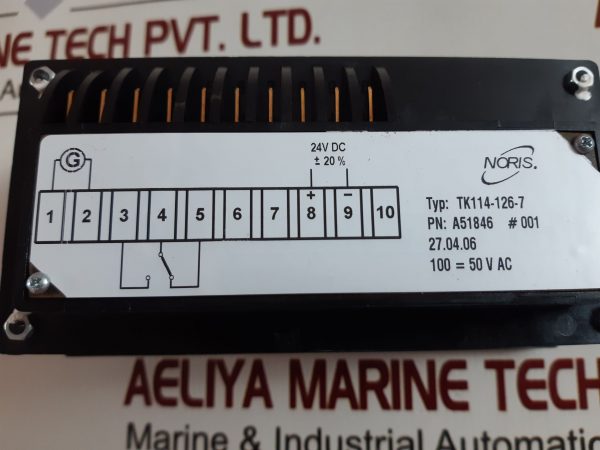 NE TECH PVT. LTD.
G
24V DC
± 20 %
+ −
1 2 3 4 5 6 7 8 9 10
NORIS.
Typ: TK114-126-7
PN: A51846 # 001
27.04.06
100 = 50 V AC
AELIYA MARINE TECH
Marine & Industrial Automatio